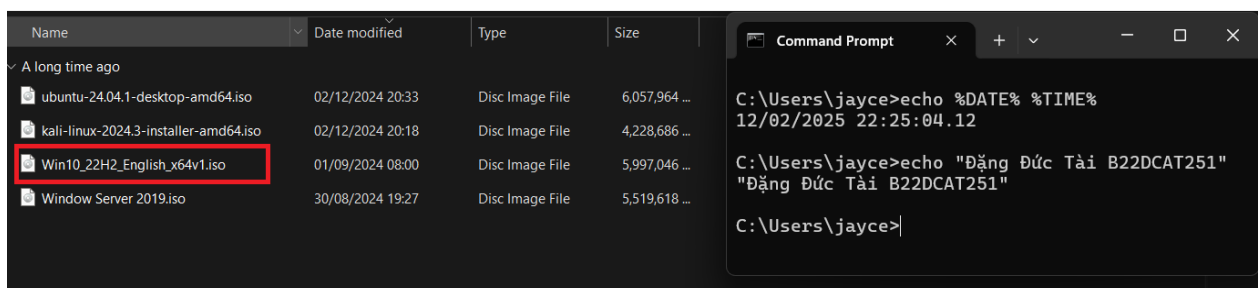 Name Date modified Type Size
A long time ago
ubuntu-24.04.1-desktop-amd64.iso 02/12/2024 20:33 Disc Image File 6,057,964 ...
kali-linux-2024.3-installer-amd64.iso 02/12/2024 20:18 Disc Image File 4,228,686 ...
Win10_22H2_English_x64v1.iso 01/09/2024 08:00 Disc Image File 5,997,046 ...
Window Server 2019.iso 30/08/2024 19:27 Disc Image File 5,519,618 ...
Command Prompt
C:\Users\jayce>echo %DATE% %TIME%
12/02/2025 22:25:04.12
C:\Users\jayce>echo "Đặng Đức Tài B22DCAT251"
"Đặng Đức Tài B22DCAT251"
C:\Users\jayce>